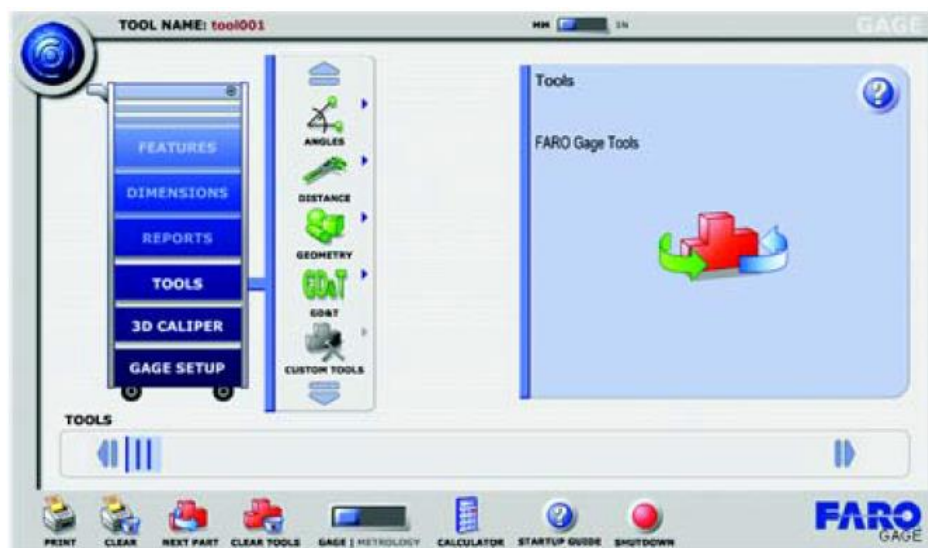 TOOL NAME: tool001
MM IN
GAGE
FEATURES
DIMENSIONS
REPORTS
TOOLS
3D CALIPER
GAGE SETUP
ANGLES
DISTANCE
GEOMETRY
GD&T
GD&T
CUSTOM TOOLS
Tools
FARO Gage Tools
?
TOOLS
PRINT
CLEAR
NEXT PART
CLEAR TOOLS
GAGE | METROLOGY
CALCULATOR
?
STARTUP GUIDE
SHUTDOWN
FARO
GAGE